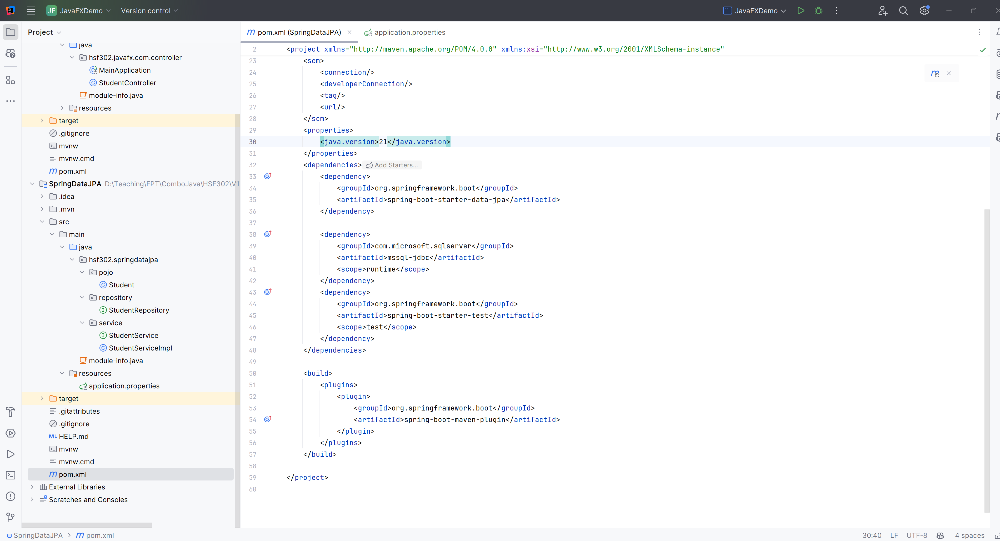 JF JavaFXDemo Version control JavaFXDemo
Project
pom.xml (SpringDataJPA) application.properties
java
hsf302.javafx.com.controller
MainApplication
StudentController
module-info.java
resources
target
.gitignore
mvnw
mvnw.cmd
pom.xml
SpringDataJPA D:\Teaching\FPT\ComboJava\HSF302\V1
.idea
.mvn
src
main
java
hsf302.springdatajpa
pojo
Student
repository
StudentRepository
service
StudentService
StudentServiceImpl
module-info.java
resources
application.properties
target
.gitattributes
.gitignore
HELP.md
mvnw
mvnw.cmd
pom.xml
External Libraries
Scratches and Consoles
2 <project xmlns="http://maven.apache.org/POM/4.0.0" xmlns:xsi="http://www.w3.org/2001/XMLSchema-instance"
23 <scm>
24 <connection/>
25 <developerConnection/>
26 <tag/>
27 <url/>
28 </scm>
29 <properties>
30 <java.version>21</java.version>
31 </properties>
32 <dependencies> Add Starters...
33 <dependency>
34 <groupId>org.springframework.boot</groupId>
35 <artifactId>spring-boot-starter-data-jpa</artifactId>
36 </dependency>
37
38 <dependency>
39 <groupId>com.microsoft.sqlserver</groupId>
40 <artifactId>mssql-jdbc</artifactId>
41 <scope>runtime</scope>
42 </dependency>
43 <dependency>
44 <groupId>org.springframework.boot</groupId>
45 <artifactId>spring-boot-starter-test</artifactId>
46 <scope>test</scope>
47 </dependency>
48 </dependencies>
49
50 <build>
51 <plugins>
52 <plugin>
53 <groupId>org.springframework.boot</groupId>
54 <artifactId>spring-boot-maven-plugin</artifactId>
55 </plugin>
56 </plugins>
57 </build>
58
59 </project>
60
SpringDataJPA > pom.xml 30:40 LF UTF-8 4 spaces